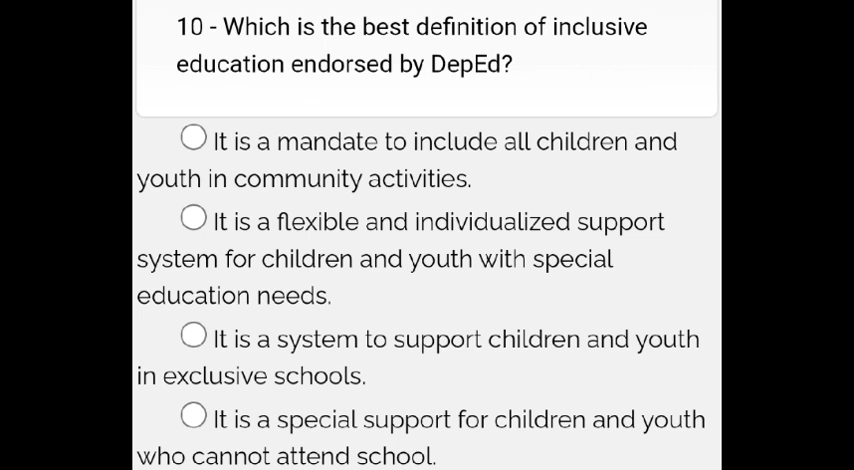 10 - Which is the best definition of inclusive
education endorsed by DepEd?
It is a mandate to include all children and
youth in community activities.
It is a flexible and individualized support
system for children and youth with special
education needs.
It is a system to support children and youth
in exclusive schools.
It is a special support for children and youth
who cannot attend school.